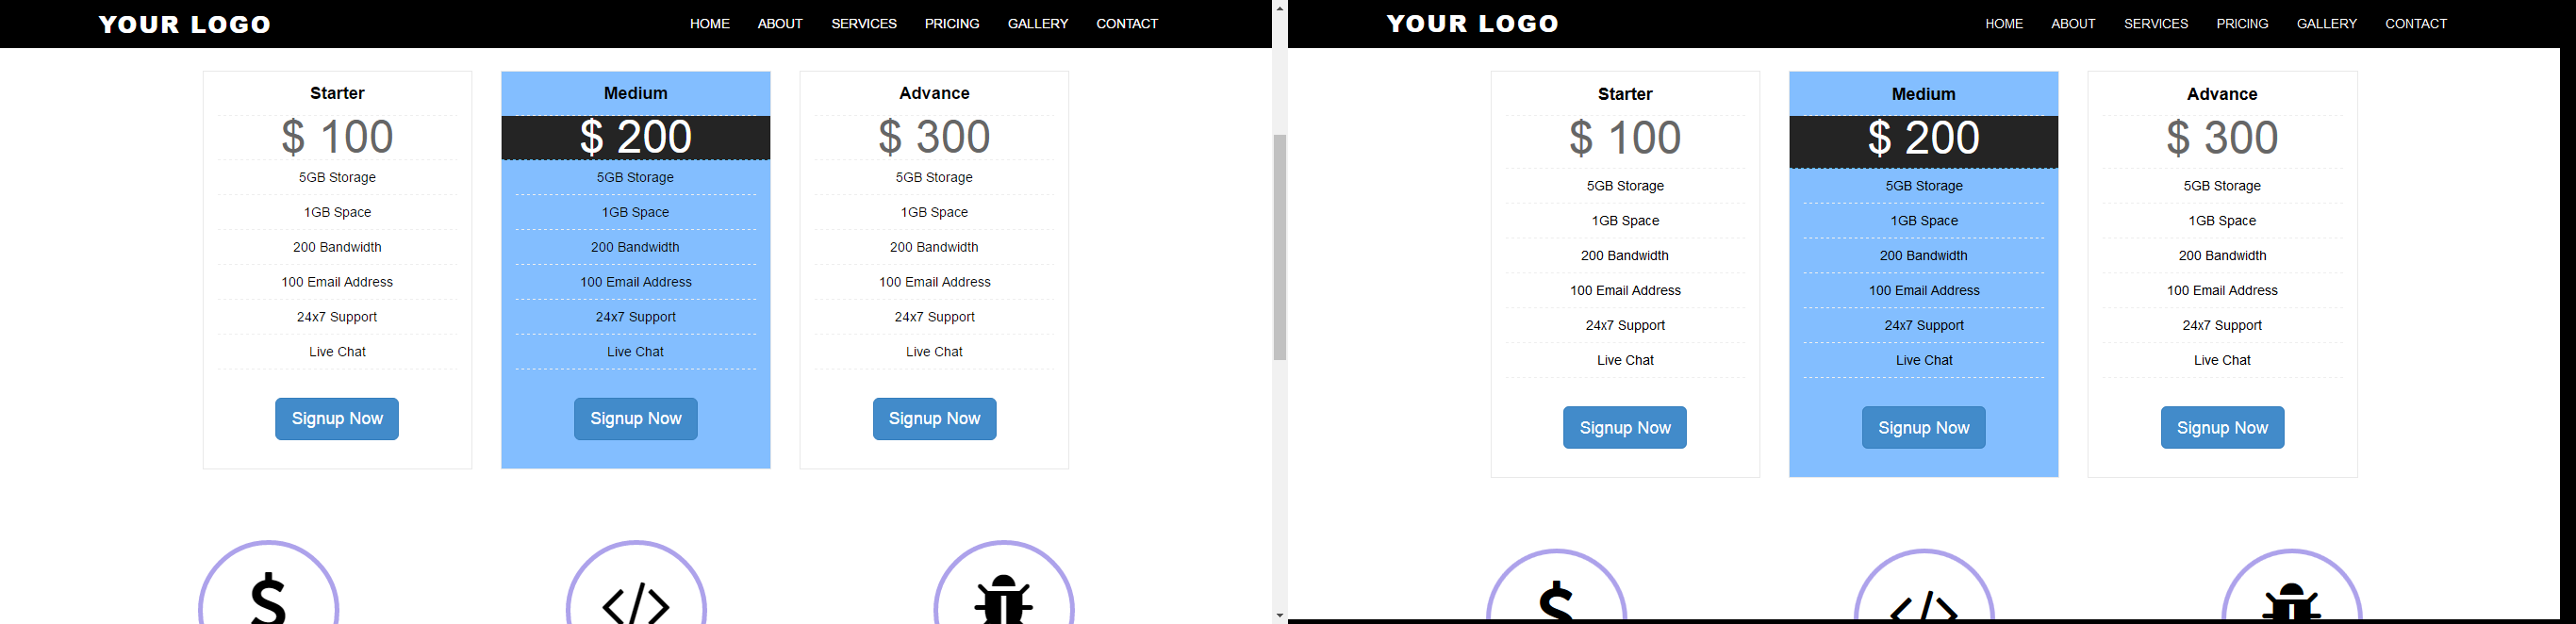 YOUR LOGO
HOME ABOUT SERVICES PRICING GALLERY CONTACT
Starter
$ 100
5GB Storage
1GB Space
200 Bandwidth
100 Email Address
24x7 Support
Live Chat
Signup Now
Medium
$ 200
5GB Storage
1GB Space
200 Bandwidth
100 Email Address
24x7 Support
Live Chat
Signup Now
Advance
$ 300
5GB Storage
1GB Space
200 Bandwidth
100 Email Address
24x7 Support
Live Chat
Signup Now
$
</>
YOUR LOGO
HOME ABOUT SERVICES PRICING GALLERY CONTACT
Starter
$ 100
5GB Storage
1GB Space
200 Bandwidth
100 Email Address
24x7 Support
Live Chat
Signup Now
Medium
$ 200
5GB Storage
1GB Space
200 Bandwidth
100 Email Address
24x7 Support
Live Chat
Signup Now
Advance
$ 300
5GB Storage
1GB Space
200 Bandwidth
100 Email Address
24x7 Support
Live Chat
Signup Now
$
</>